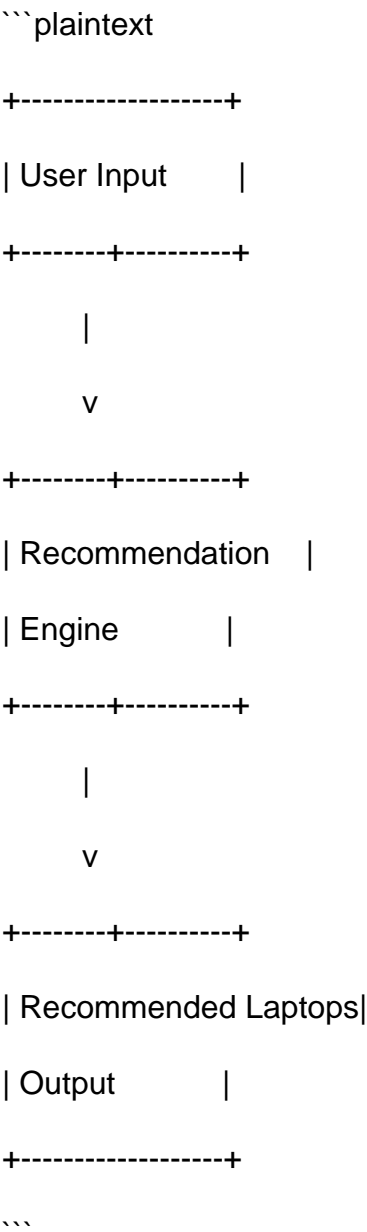 ```plaintext
+-------------------+
| User Input        |
+--------+----------+
         |
         v
+--------+----------+
| Recommendation    |
| Engine            |
+--------+----------+
         |
         v
+--------+----------+
| Recommended Laptops|
| Output            |
+-------------------+
```